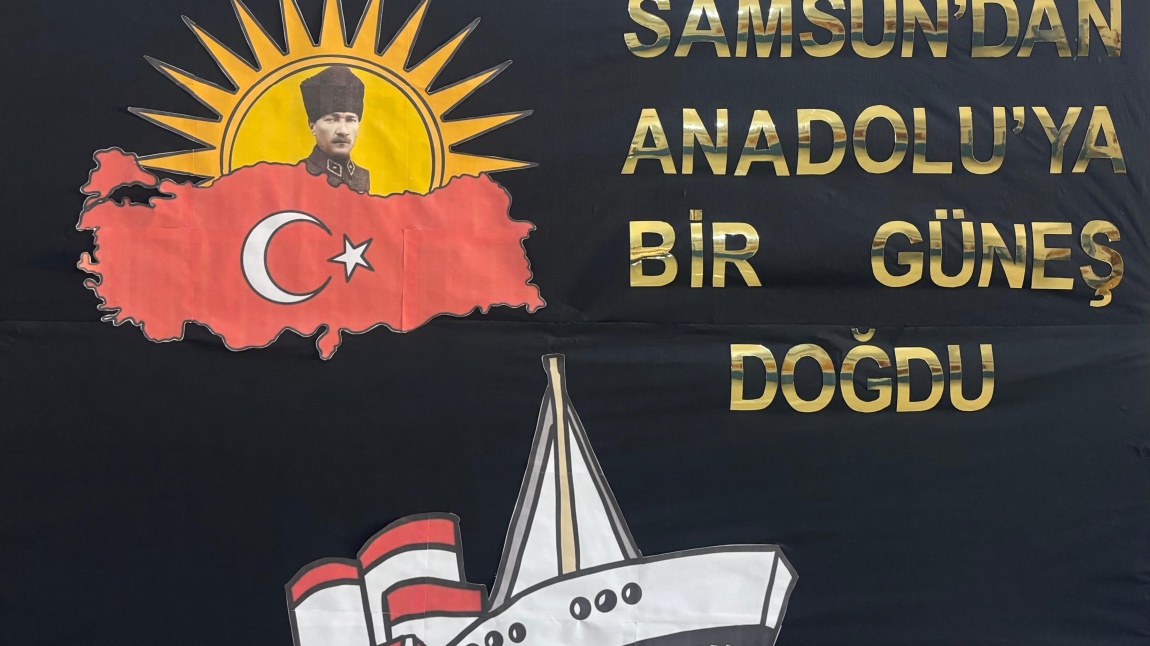 SAMSUN'DAN
ANADOLU'YA
BİR GÜNEŞ
DOĞDU